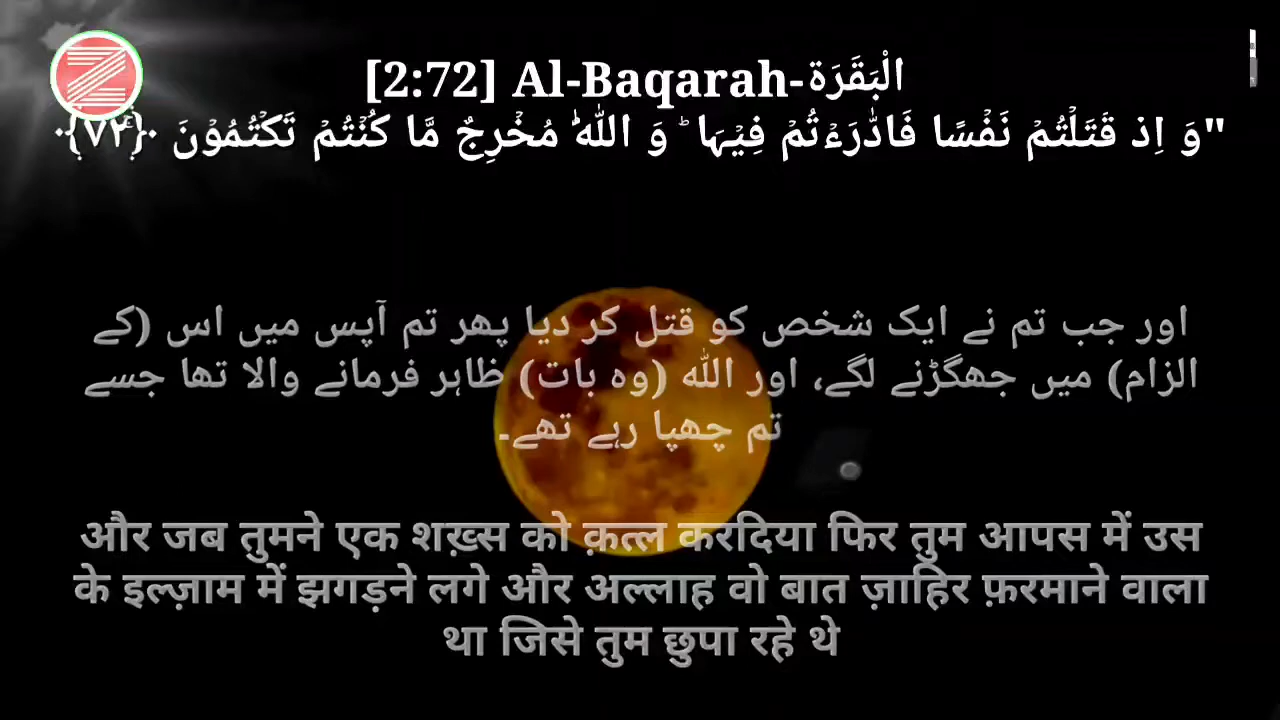 [2:72] Al-Baqarah-الْبَقَرَة
"وَ اِذۡ قَتَلۡتُمۡ نَفۡسًا فَادّٰرَءۡتُمۡ فِیۡہَا ؕ وَ اللّٰہُ مُخۡرِجٌ مَّا کُنۡتُمۡ تَکۡتُمُوۡنَ ﴿ۚ۷۲﴾
اور جب تم نے ایک شخص کو قتل کر دیا پھر تم آپس میں اس (کے
الزام) میں جھگڑنے لگے، اور اللہ (وہ بات) ظاہر فرمانے والا تھا جسے
تم چھپا رہے تھے۔
और जब तुमने एक शख़्स को क़त्ल करदिया फिर तुम आपस में उस
के इल्ज़ाम में झगड़ने लगे और अल्लाह वो बात ज़ाहिर फ़रमाने वाला
था जिसे तुम छुपा रहे थे